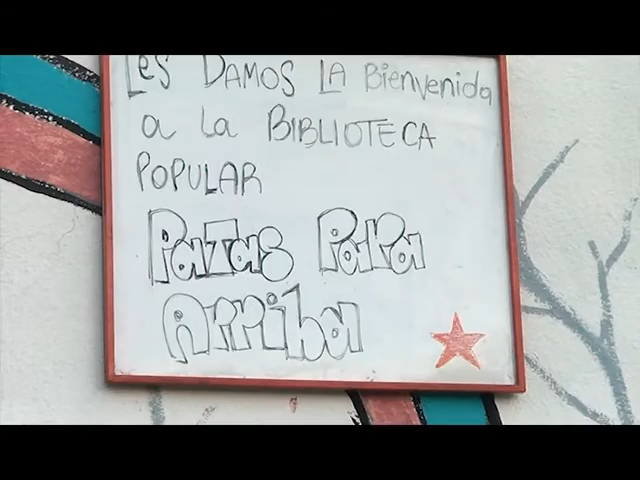 Les DAMOS LA Bienvenida
a la BIBLIOTECA
POPULAR
PaTas Para
Arriba